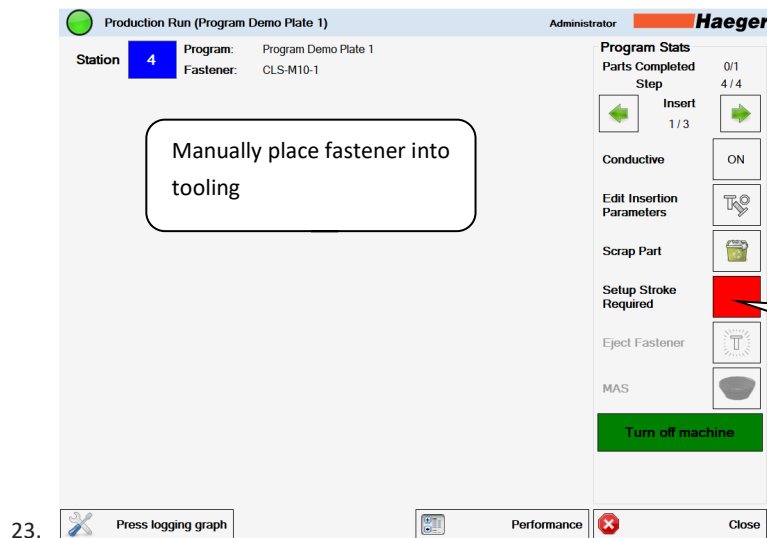 Production Run (Program Demo Plate 1)
Administrator
Haeger
Station
4
Program:
Program Demo Plate 1
Fastener:
CLS-M10-1
Manually place fastener into
tooling
Program Stats
Parts Completed
0/1
Step
4 / 4
Insert
1 / 3
Conductive
ON
Edit Insertion
Parameters
Scrap Part
Setup Stroke
Required
Eject Fastener
MAS
Turn off machine
23.
Press logging graph
Performance
Close